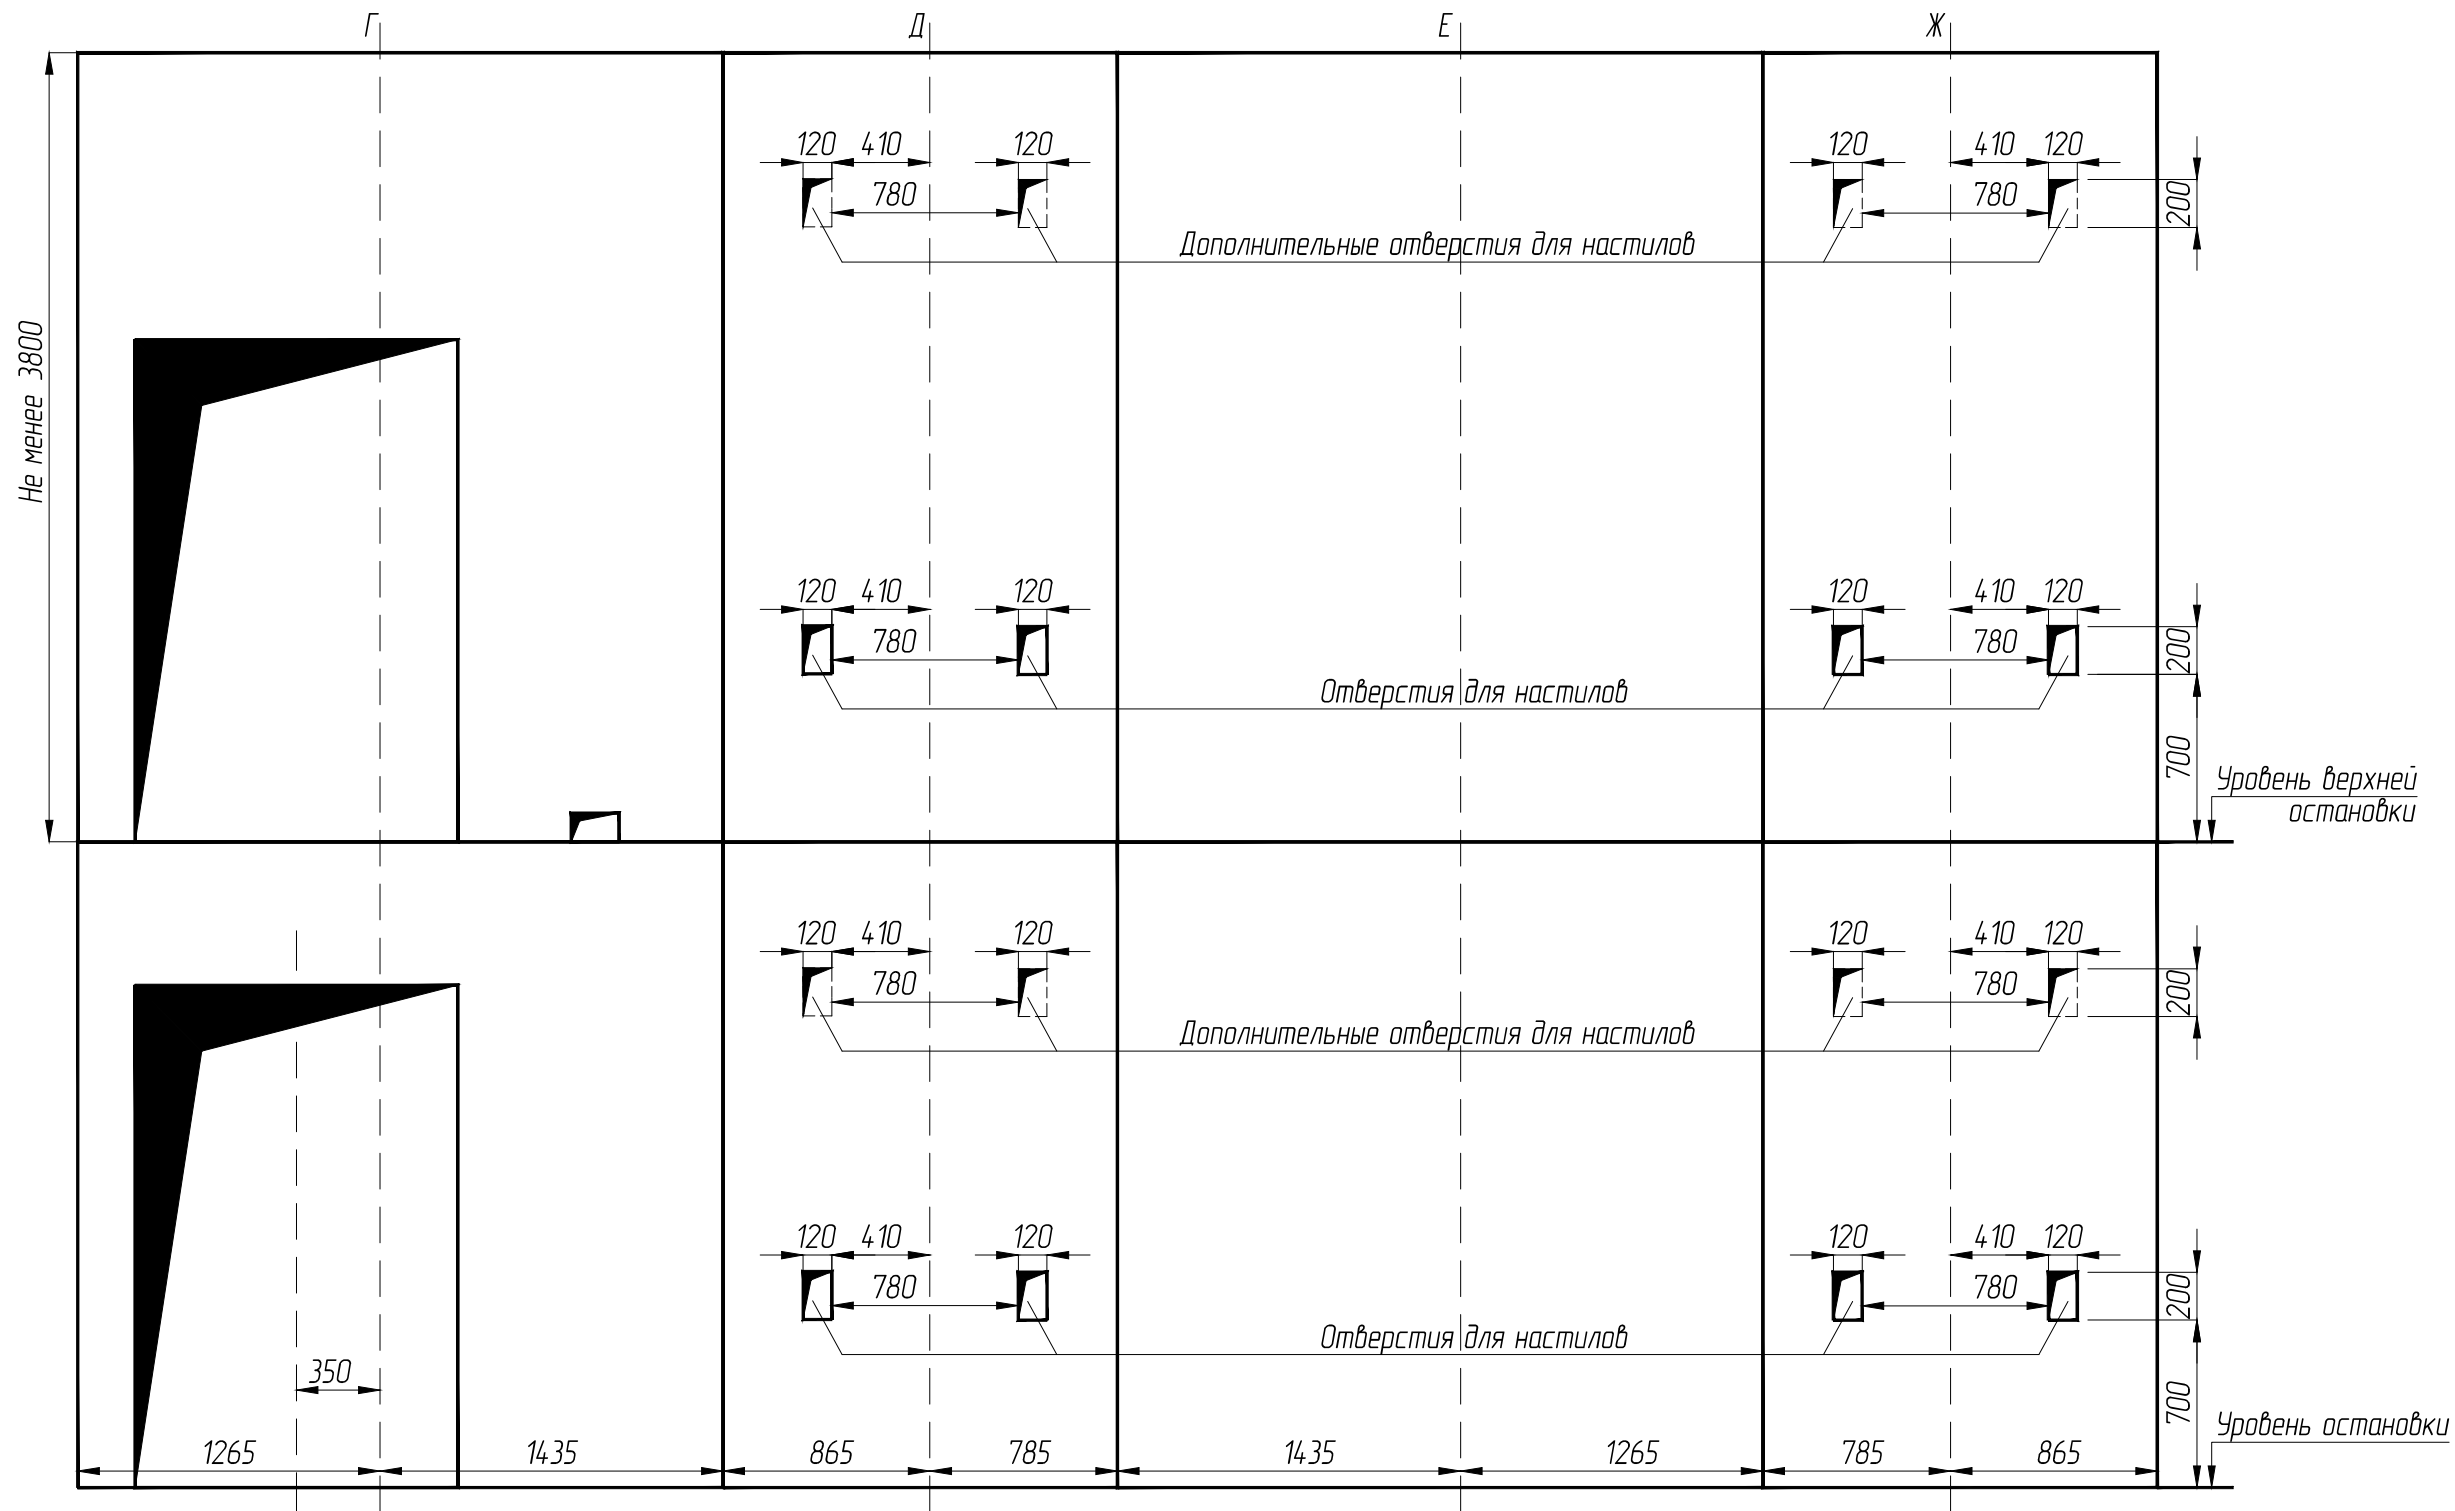 Г Д Е Ж
120 410 120 120 410 120
780 780 200
Дополнительные отверстия для настилов
Не менее 3800
120 410 120 120 410 120
780 780 200
Отверстия для настилов
700
Уровень верхней
остановки
120 410 120 120 410 120
780 780 200
Дополнительные отверстия для настилов
120 410 120 120 410 120
780 780 200
Отверстия для настилов
350
700
Уровень остановки
1265 1435 865 785 1435 1265 785 865